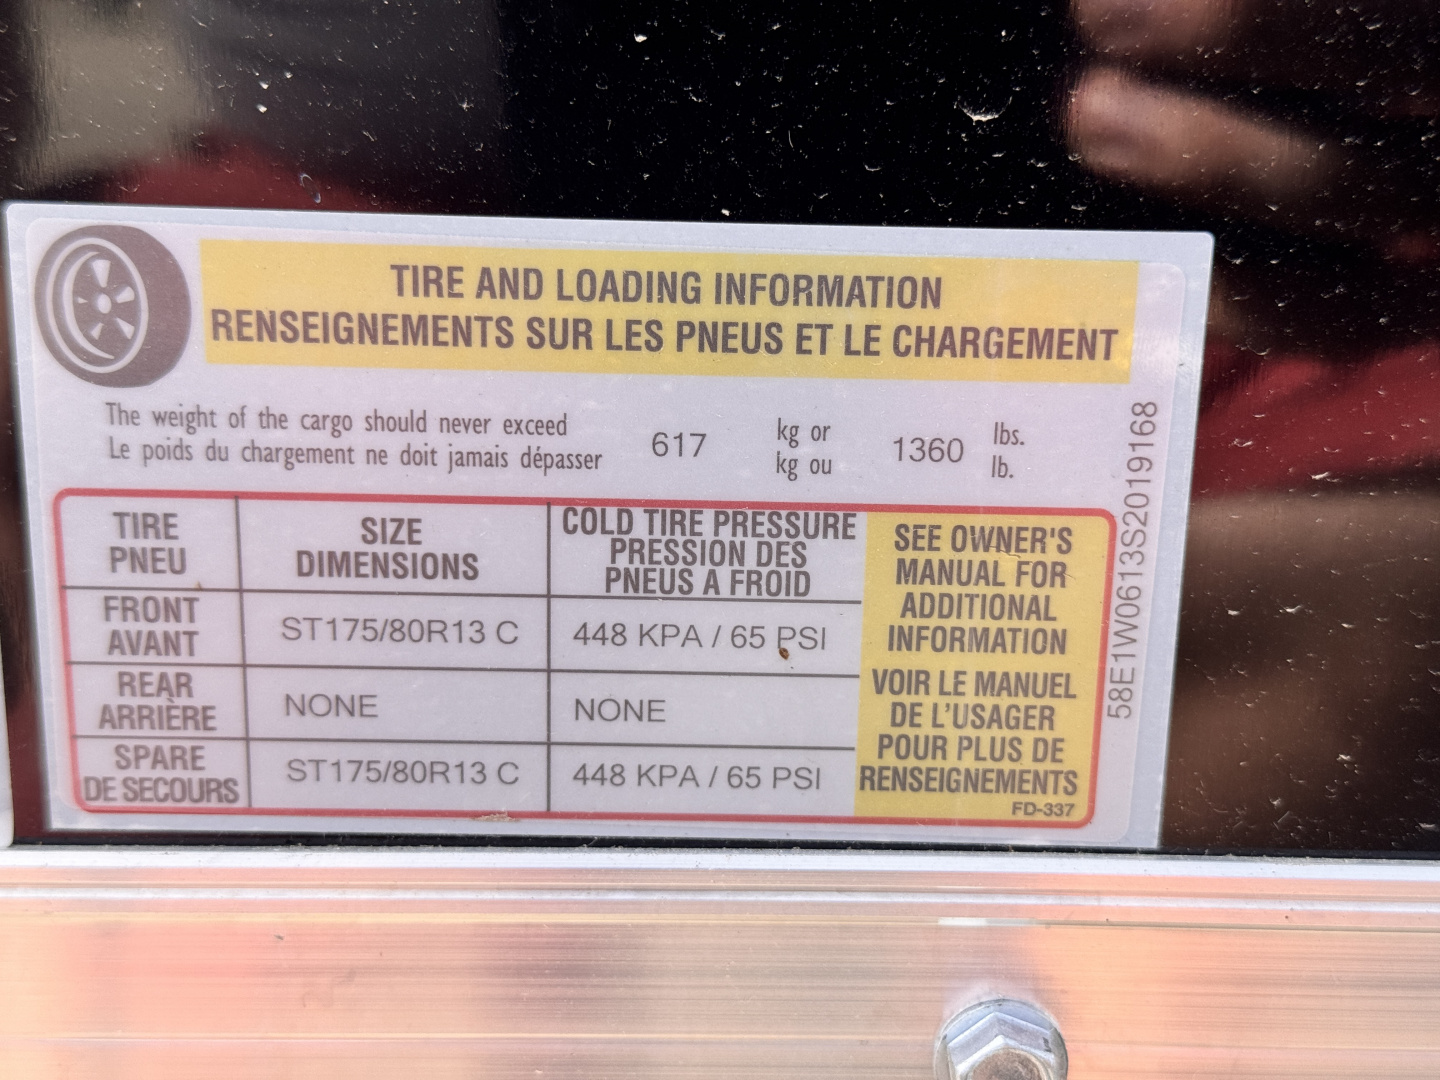 TIRE AND LOADING INFORMATION
RENSEIGNEMENTS SUR LES PNEUS ET LE CHARGEMENT
The weight of the cargo should never exceed
Le poids du chargement ne doit jamais dépasser
617
kg or
kg ou
1360
lbs.
lb.
TIRE
PNEU
SIZE
DIMENSIONS
COLD TIRE PRESSURE
PRESSION DES
PNEUS A FROID
FRONT
AVANT
ST175/80R13 C
448 KPA / 65 PSI
REAR
ARRIÈRE
NONE
NONE
SPARE
DE SECOURS
ST175/80R13 C
448 KPA / 65 PSI
SEE OWNER'S
MANUAL FOR
ADDITIONAL
INFORMATION
VOIR LE MANUEL
DE L'USAGER
POUR PLUS DE
RENSEIGNEMENTS
FD-337
58E1W0613S2019168